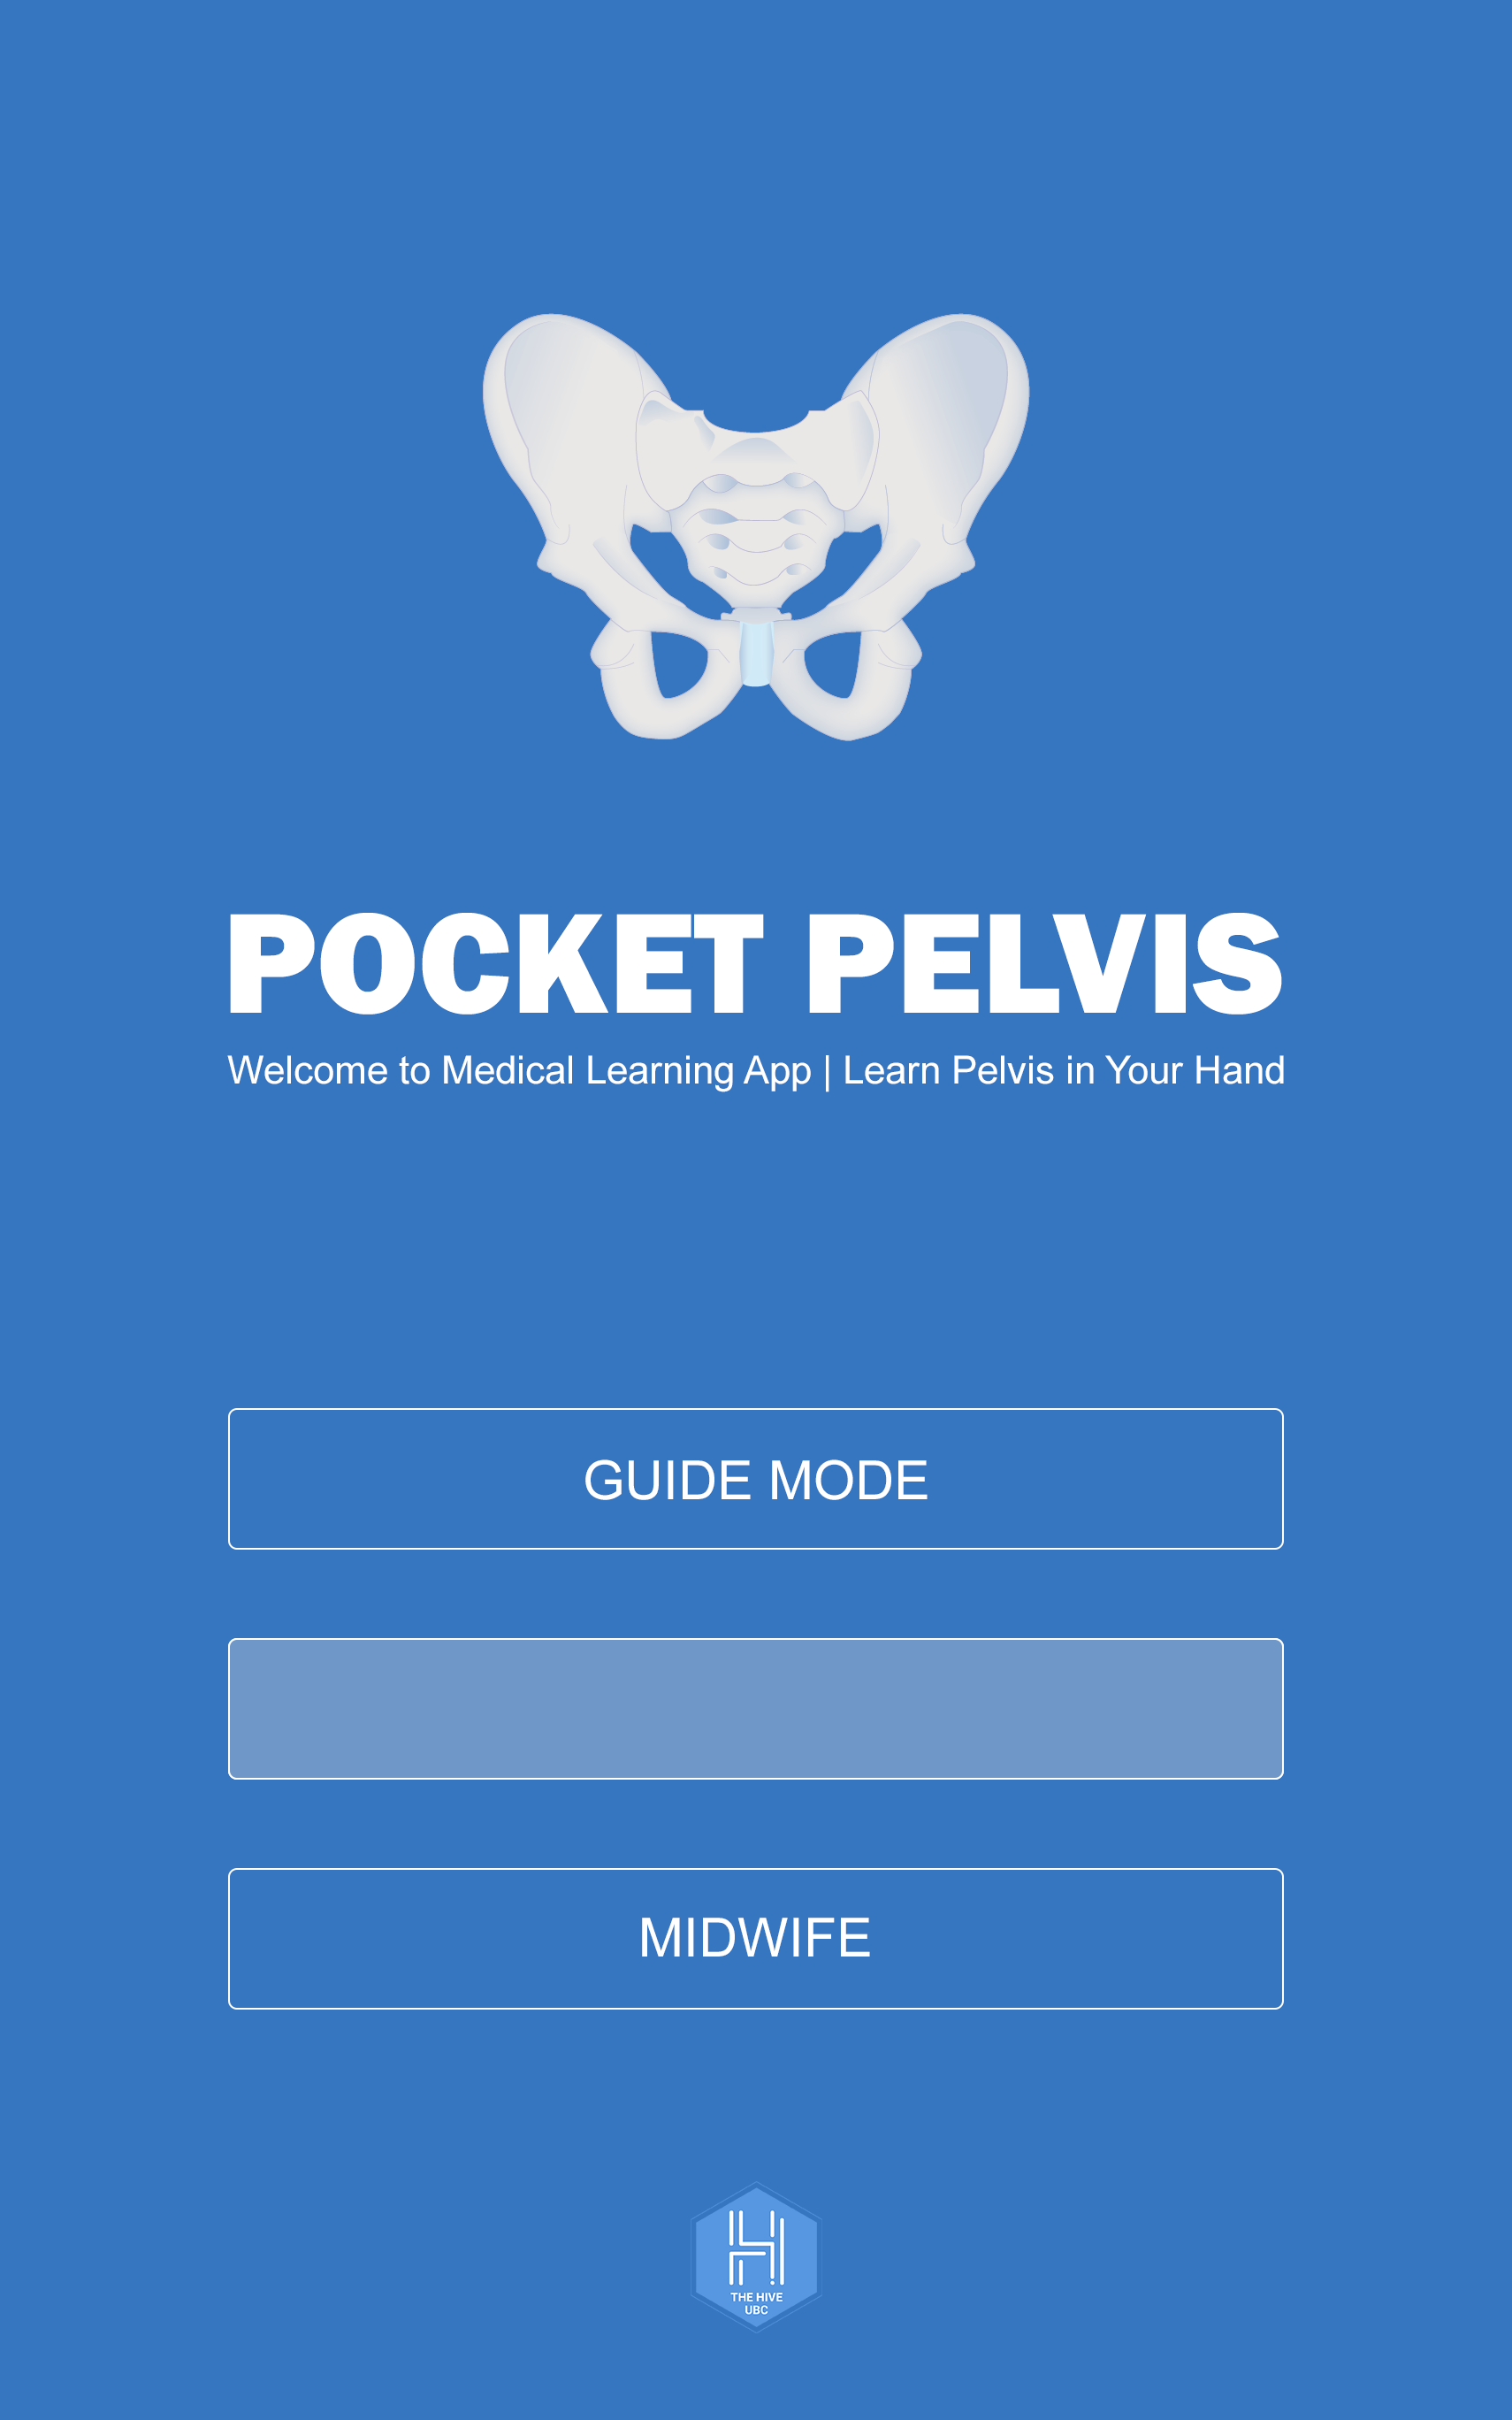 POCKET PELVIS
Welcome to Medical Learning App | Learn Pelvis in Your Hand
GUIDE MODE
MIDWIFE
THE HIVE
UBC